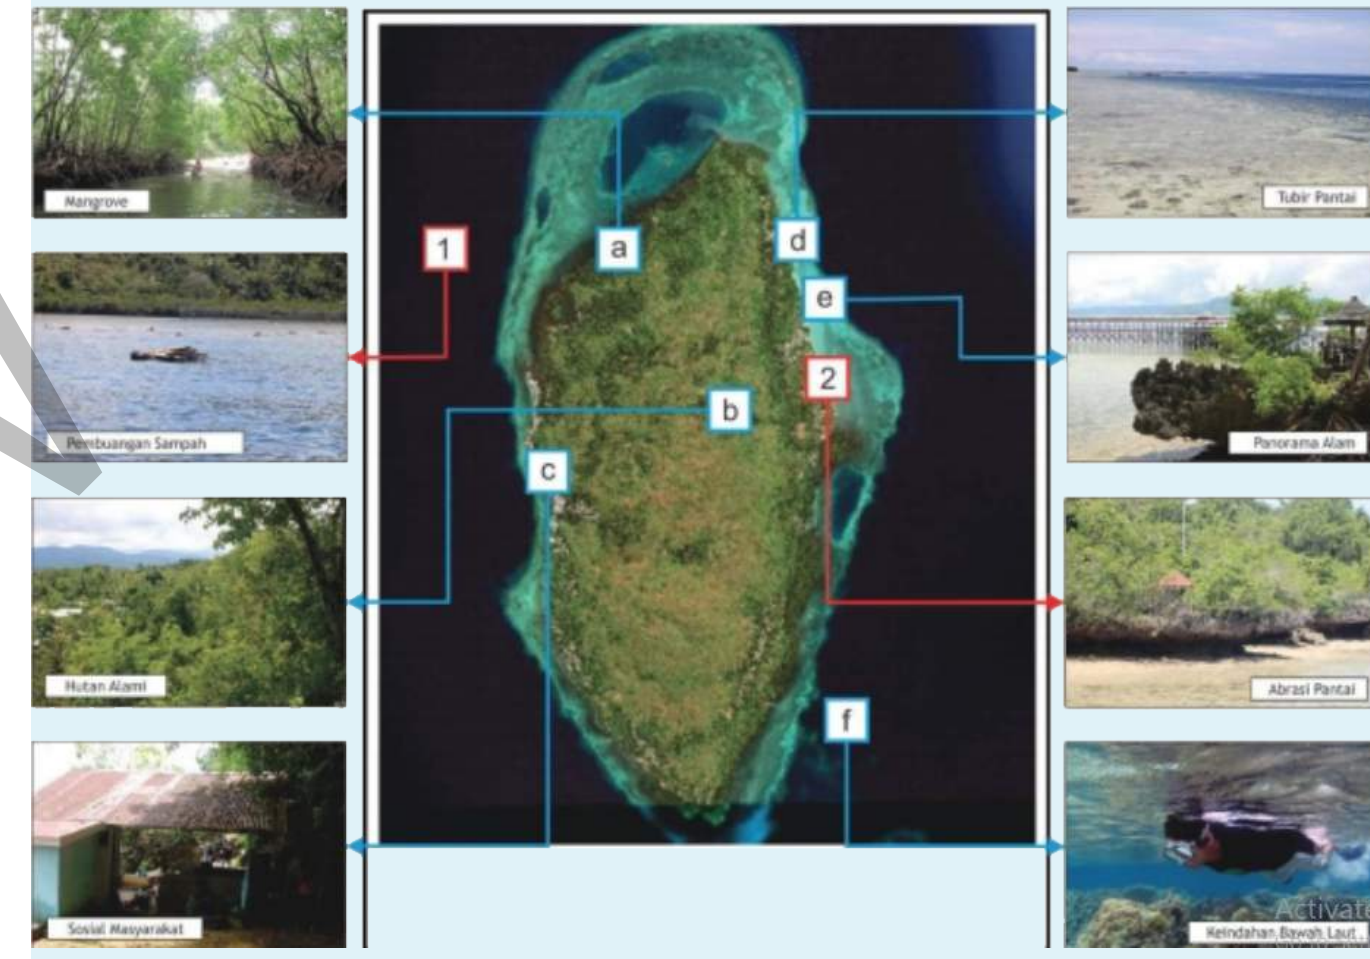 Mangrove
1
Pembuangan Sampah
Hutan Alami
Sosial Masyarakat
a
b
c
d
e
2
f
Tubir Pantai
Panorama Alam
Abrasi Pantai
Activate
Keindahan Bawah Laut